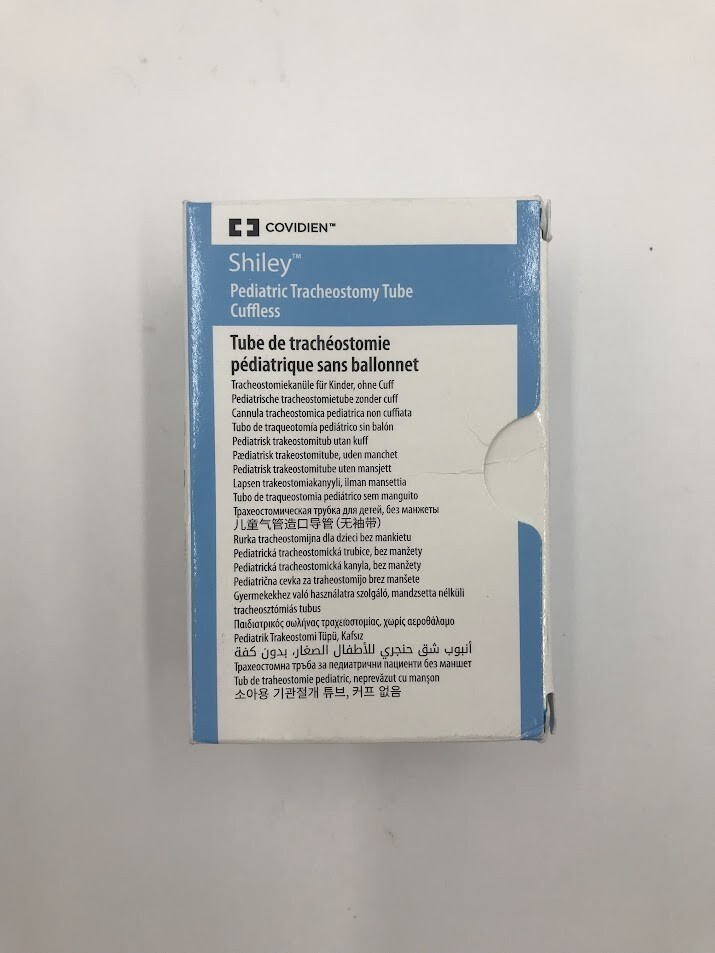 COVIDIEN™
Shiley™
Pediatric Tracheostomy Tube
Cuffless
Tube de trachéostomie
pédiatrique sans ballonnet
Tracheostomiekanüle für Kinder, ohne Cuff
Pediatrische tracheostomietube zonder cuff
Cannula tracheostomica pediatrica non cuffiata
Tubo de traqueotomía pediátrico sin balón
Pediatrisk trakeostomitub utan kuff
Pædiatrisk trakeostomitube, uden manchet
Pediatrisk trakeostomitube uten mansjett
Lapsen trakeostomiakanyyli, ilman mansettia
Tubo de traqueostomia pediátrico sem manguito
Трахеостомическая трубка для детей, без манжеты
儿童气管造口导管（无袖带）
Rurka tracheostomijna dla dzieci bez mankietu
Pediatrická tracheostomická trubice, bez manžety
Pediatrická tracheostomická kanyla, bez manžety
Pediatrična cevka za traheostomijo brez manšete
Gyermekekhez való használatra szolgáló, mandzsetta nélküli
tracheosztómiás tubus
Παιδιατρικός σωλήνας τραχειοστομίας, χωρίς αεροθάλαμο
Pediatrik Trakeostomi Tüpü, Kafsız
أنبوب شق حنجري للأطفال الصغار، بدون كفة
Трахеостомна тръба за педиатрични пациенти без маншет
Tub de traheostomie pediatric, neprevăzut cu manşon
소아용 기관절개 튜브, 커프 없음